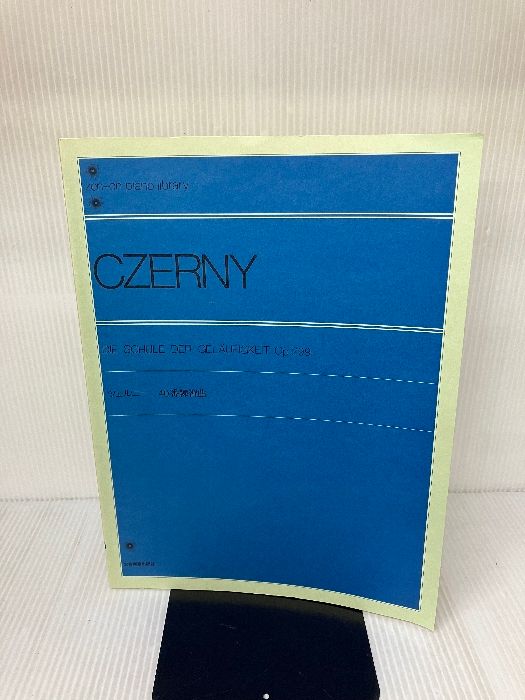 zen-on piano library
CZERNY
DIE SCHULE DER GELÄUFIGKEIT Op.299
ツェルニー 40番練習曲